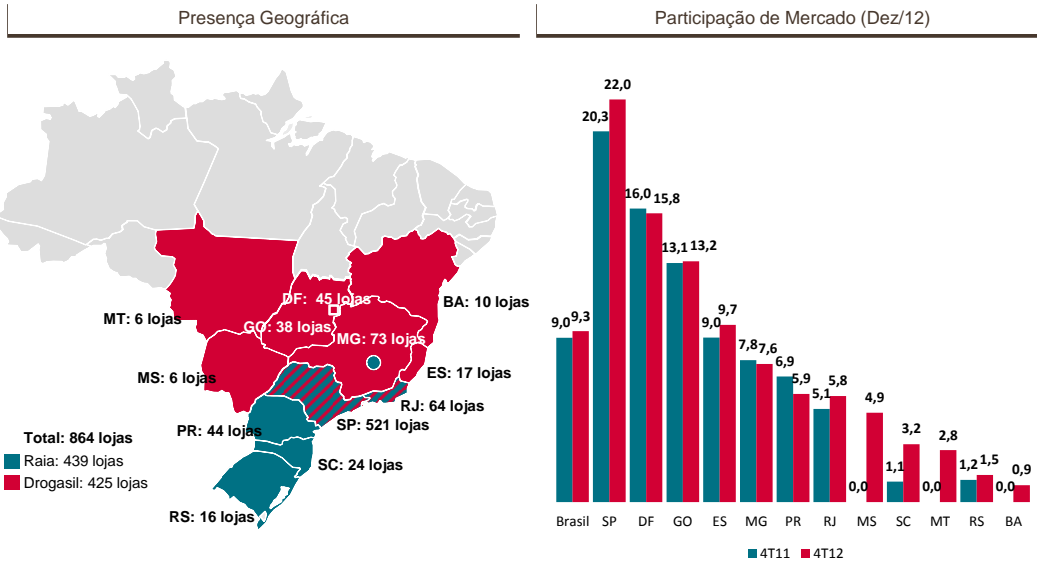 Presença Geográfica
DF: 45 lojas
BA: 10 lojas
MT: 6 lojas
GO: 38 lojas
MG: 73 lojas
MS: 6 lojas
ES: 17 lojas
RJ: 64 lojas
PR: 44 lojas
SP: 521 lojas
Total: 864 lojas
Raia: 439 lojas
SC: 24 lojas
Drogasil: 425 lojas
RS: 16 lojas
Participação de Mercado (Dez/12)
9,0 9,3
20,3 22,0
16,0 15,8
13,1 13,2
9,0 9,7
7,8 7,6
6,9 5,9
5,1 5,8
0,0 4,9
1,1 3,2
0,0 2,8
1,2 1,5
0,0 0,9
Brasil SP DF GO ES MG PR RJ MS SC MT RS BA
4T11 4T12